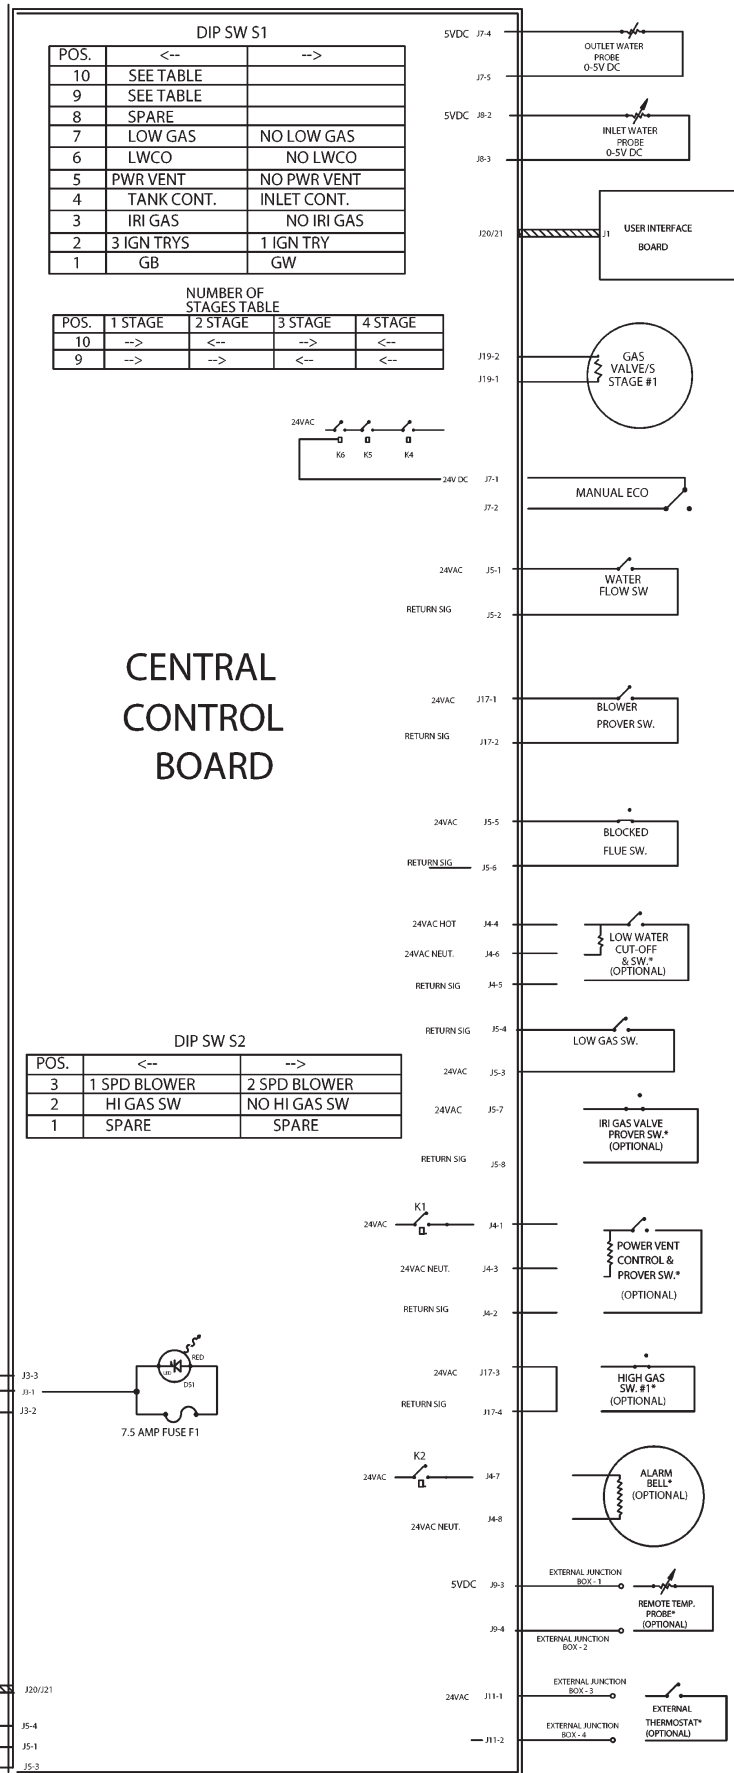 DIP SW S1
POS. <-- -->
10 SEE TABLE
9 SEE TABLE
8 SPARE
7 LOW GAS NO LOW GAS
6 LWCO NO LWCO
5 PWR VENT NO PWR VENT
4 TANK CONT. INLET CONT.
3 IRI GAS NO IRI GAS
2 3 IGN TRYS 1 IGN TRY
1 GB GW
NUMBER OF
STAGES TABLE
POS. 1 STAGE 2 STAGE 3 STAGE 4 STAGE
10 --> <-- --> <--
9 --> --> <-- <--
5VDC J7-4
OUTLET WATER
PROBE
0-5V DC
J7-5
5VDC J8-2
INLET WATER
PROBE
0-5V DC
J8-3
J20/21 J1
USER INTERFACE
BOARD
J19-2
J19-1
GAS
VALVE/S
STAGE #1
24VAC
K6 K5 K4
24V DC J7-1
J7-2
MANUAL ECO
24VAC J5-1
WATER
FLOW SW
RETURN SIG J5-2
CENTRAL
CONTROL
BOARD
24VAC J17-1
BLOWER
PROVER SW.
RETURN SIG J17-2
24VAC J5-5
BLOCKED
FLUE SW.
RETURN SIG J5-6
24VAC HOT J4-4
24VAC NEUT. J4-6
RETURN SIG J4-5
LOW WATER
CUT-OFF
& SW.*
(OPTIONAL)
RETURN SIG J5-4
LOW GAS SW.
24VAC J5-3
DIP SW S2
POS. <-- -->
3 1 SPD BLOWER 2 SPD BLOWER
2 HI GAS SW NO HI GAS SW
1 SPARE SPARE
24VAC J5-7
IRI GAS VALVE
PROVER SW.*
(OPTIONAL)
RETURN SIG J5-8
K1
24VAC J4-1
24VAC NEUT. J4-3
RETURN SIG J4-2
POWER VENT
CONTROL &
PROVER SW.*
(OPTIONAL)
J3-3
J3-1
J3-2
RED
LED
DS1
7.5 AMP FUSE F1
24VAC J17-3
RETURN SIG J17-4
HIGH GAS
SW. #1*
(OPTIONAL)
K2
24VAC J4-7
24VAC NEUT. J4-8
ALARM
BELL*
(OPTIONAL)
5VDC J9-3
EXTERNAL JUNCTION
BOX - 1
REMOTE TEMP.
PROBE*
(OPTIONAL)
J9-4
EXTERNAL JUNCTION
BOX - 2
24VAC J11-1
EXTERNAL JUNCTION
BOX - 3
EXTERNAL
THERMOSTAT*
(OPTIONAL)
J11-2
EXTERNAL JUNCTION
BOX - 4
J20/J21
J5-4
J5-1
J5-3